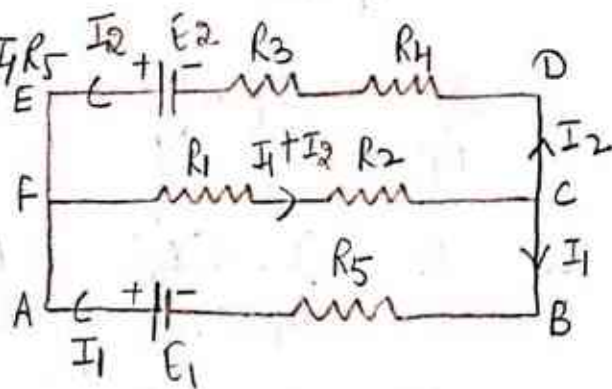 I1R5
I2 + E2 - R3 R4 D
E
R1 I1+I2 R2 I2
F C
R5 I1
A + - B
I1 E1